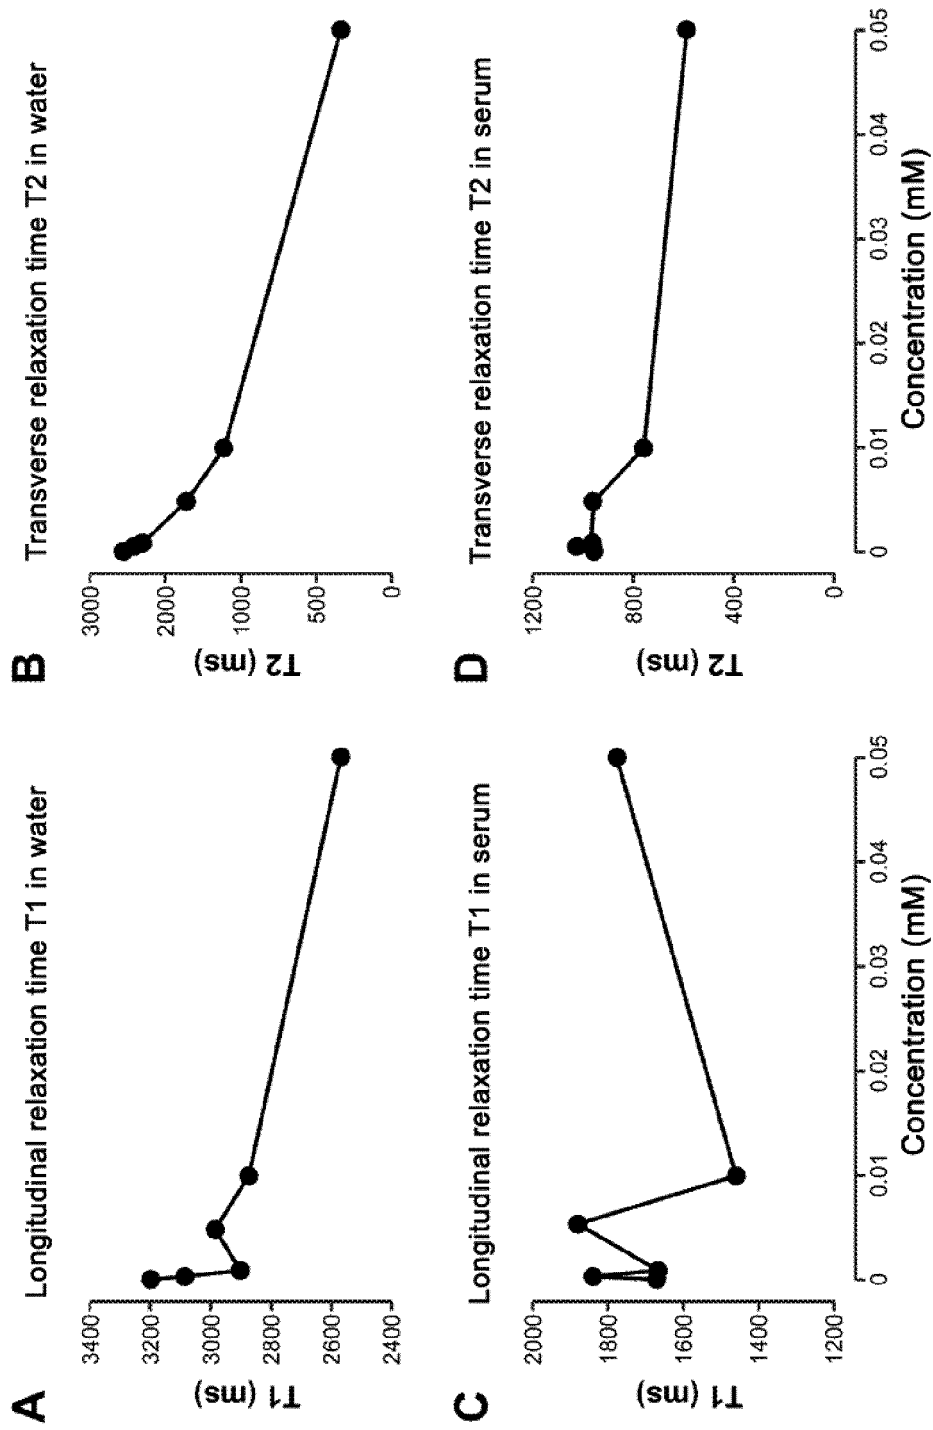 A
Longitudinal relaxation time T1 in water
T1 (ms)
3400
3200
3000
2800
2600
2400
B
Transverse relaxation time T2 in water
T2 (ms)
3000
2000
1000
500
0
C
Longitudinal relaxation time T1 in serum
T1 (ms)
2000
1800
1600
1400
1200
0 0.01 0.02 0.03 0.04 0.05
Concentration (mM)
D
Transverse relaxation time T2 in serum
T2 (ms)
1200
800
400
0
0 0.01 0.02 0.03 0.04 0.05
Concentration (mM)